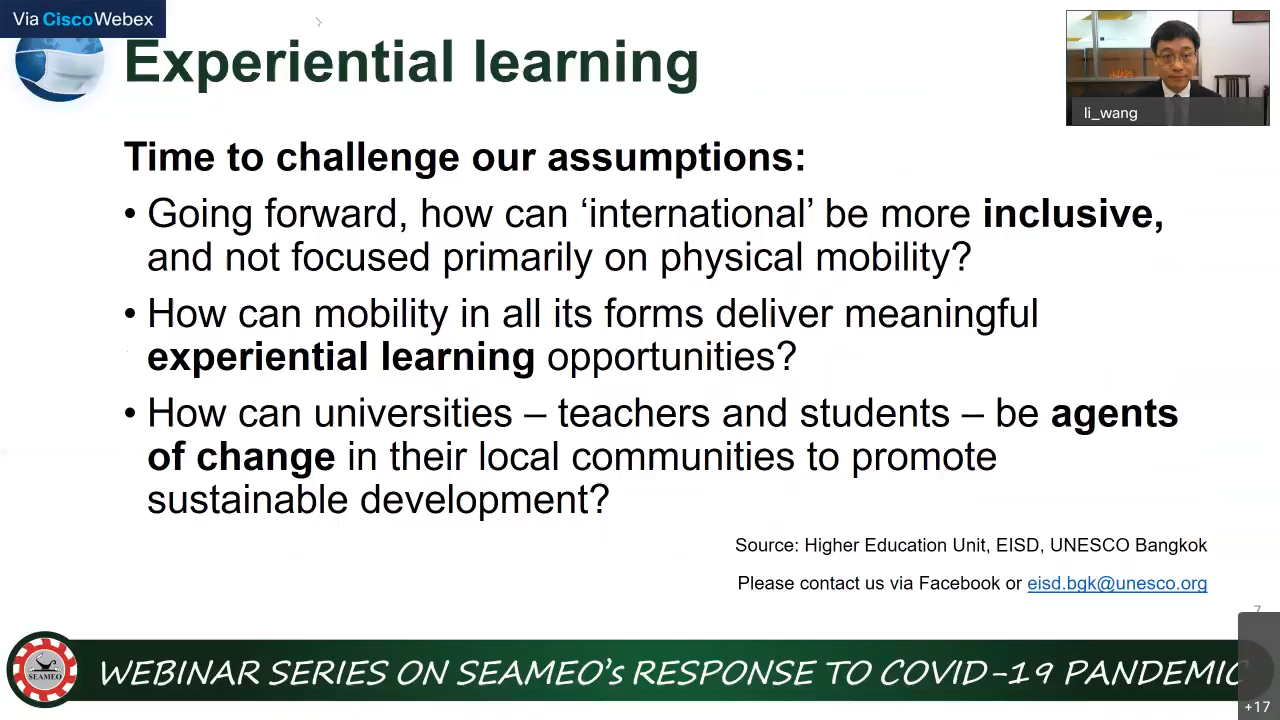 Via CiscoWebex
Experiential learning
li_wang
Time to challenge our assumptions:
• Going forward, how can ‘international’ be more inclusive,
and not focused primarily on physical mobility?
• How can mobility in all its forms deliver meaningful
experiential learning opportunities?
• How can universities – teachers and students – be agents
of change in their local communities to promote
sustainable development?
Source: Higher Education Unit, EISD, UNESCO Bangkok
Please contact us via Facebook or eisd.bgk@unesco.org
7
SEAMEO
WEBINAR SERIES ON SEAMEO's RESPONSE TO COVID-19 PANDEMIC
+17